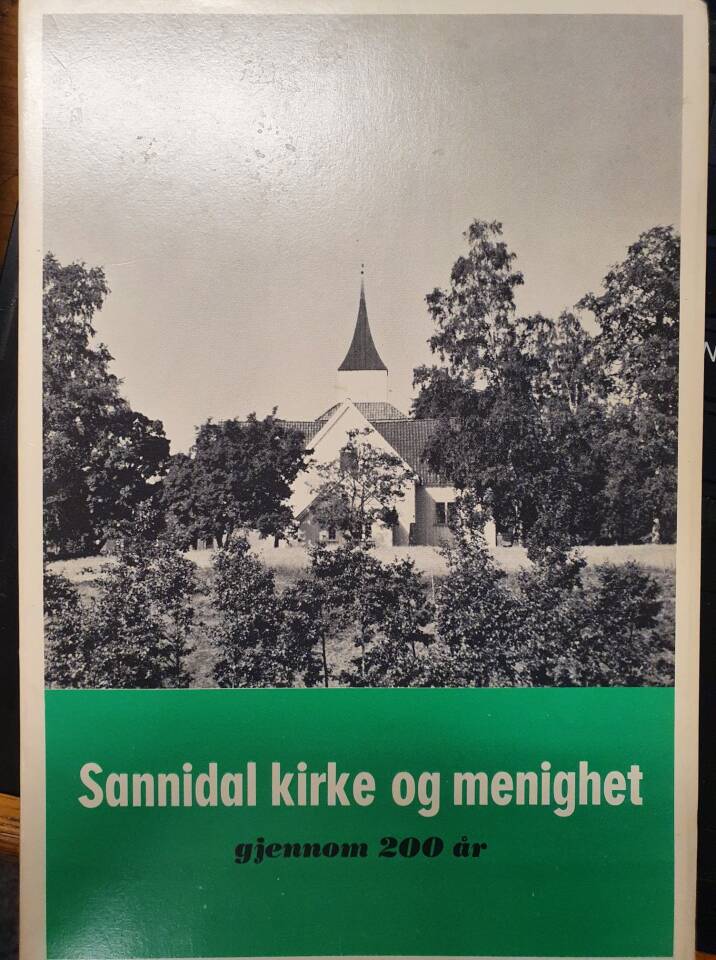 Sannidal kirke og menighet
gjennom 200 år